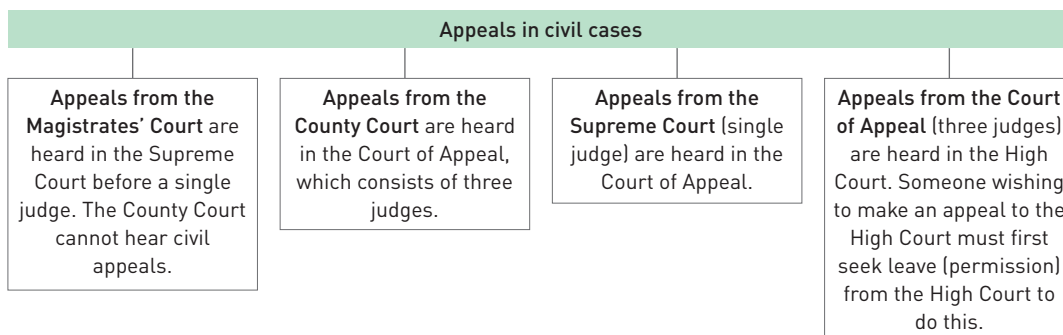 Appeals in civil cases
Appeals from the
Magistrates’ Court are
heard in the Supreme
Court before a single
judge. The County Court
cannot hear civil
appeals.
Appeals from the
County Court are heard
in the Court of Appeal,
which consists of three
judges.
Appeals from the
Supreme Court (single
judge) are heard in the
Court of Appeal.
Appeals from the Court
of Appeal (three judges)
are heard in the High
Court. Someone wishing
to make an appeal to the
High Court must first
seek leave (permission)
from the High Court to
do this.